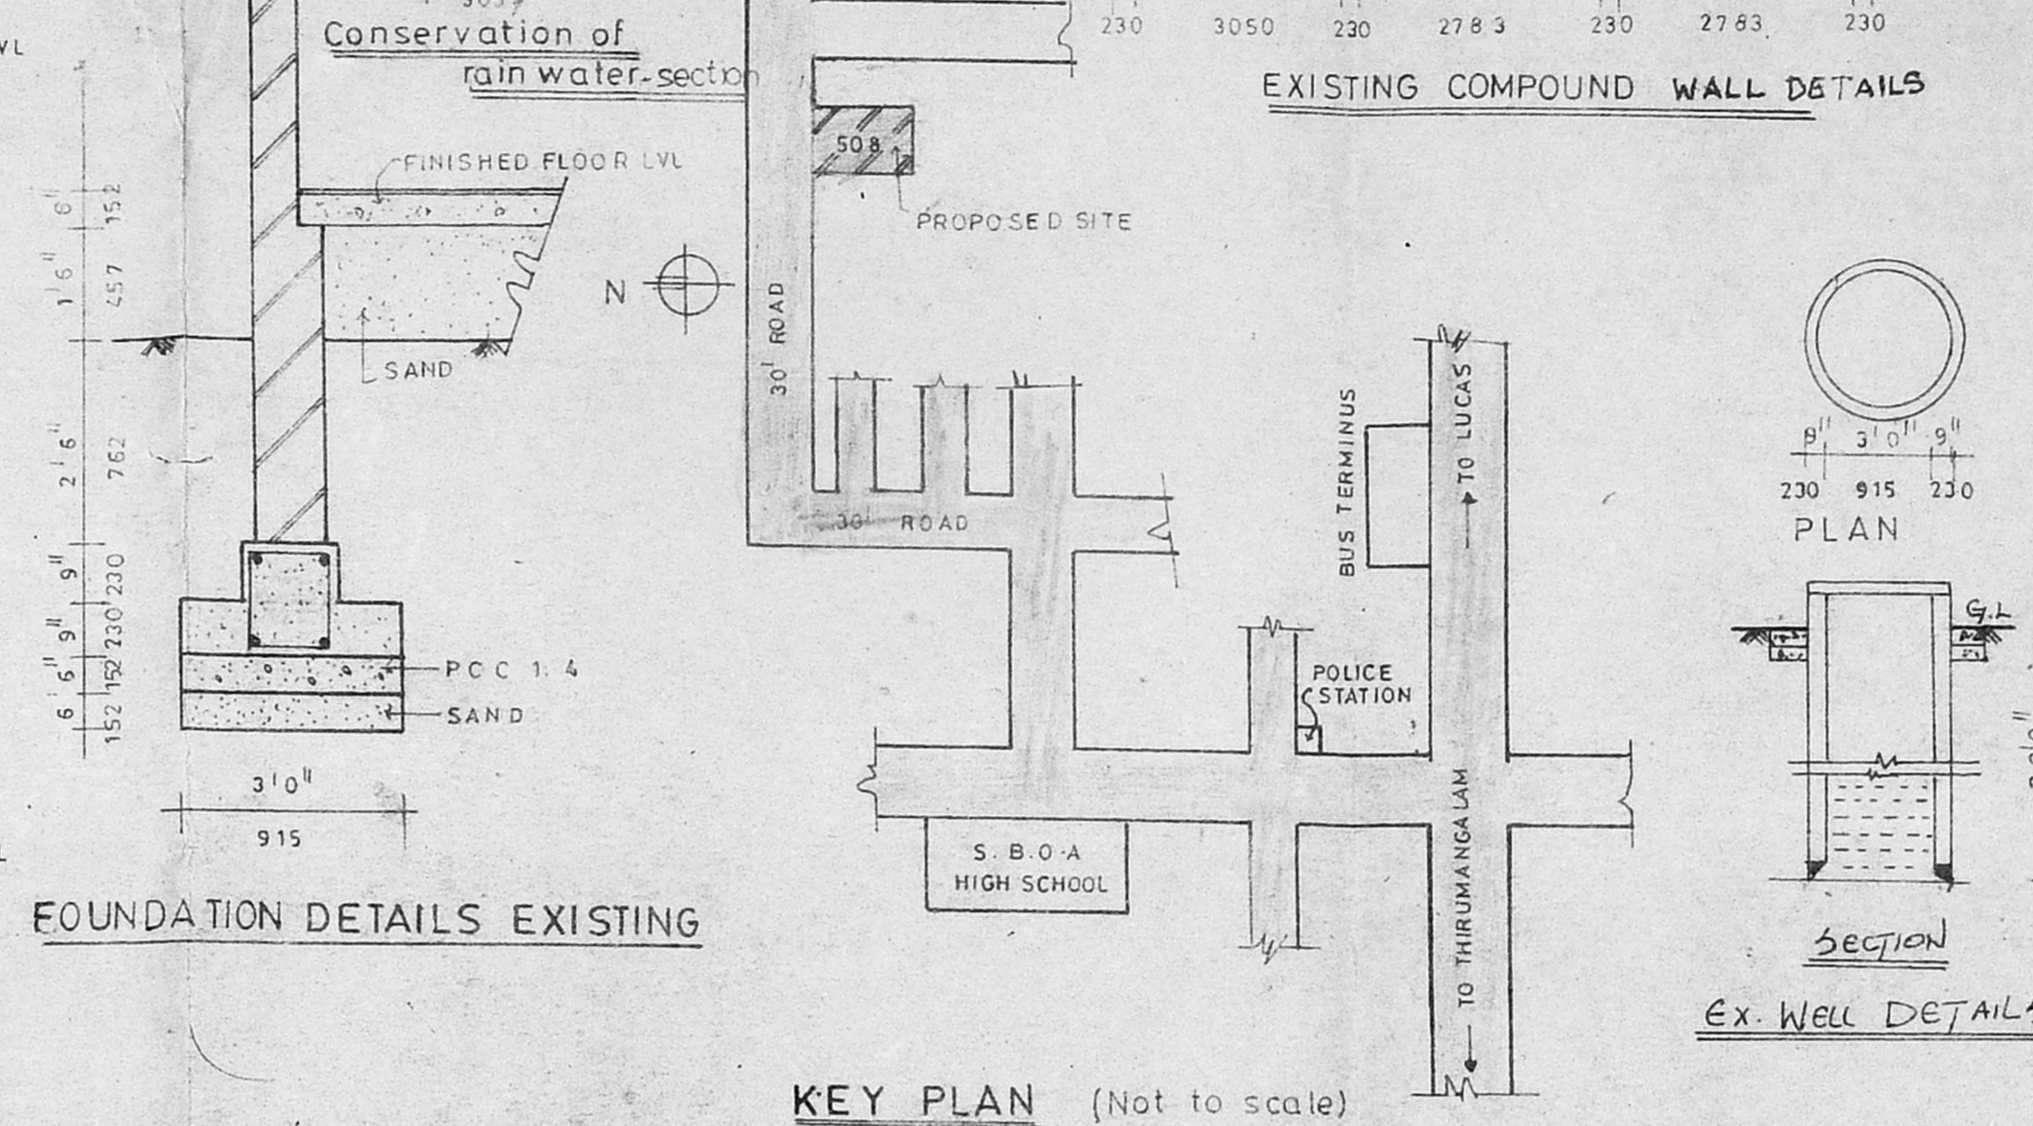 Conservation of
rain water-section
FINISHED FLOOR LVL
6"
152
1'6"
457
SAND
2'6"
762
9"
230
9"
230
6"
152
6"
152
PCC 1:4
SAND
3'0"
915
FOUNDATION DETAILS EXISTING
508
PROPOSED SITE
N
30' ROAD
30' ROAD
BUS TERMINUS
TO LUCAS
POLICE
STATION
TO THIRUMANGALAM
S.B.O.A
HIGH SCHOOL
KEY PLAN (Not to scale)
230 3050 230 2783 230 2783 230
EXISTING COMPOUND WALL DETAILS
9" 3'0" 9"
230 915 230
PLAN
G.L
SECTION
EX. WELL DETAILS